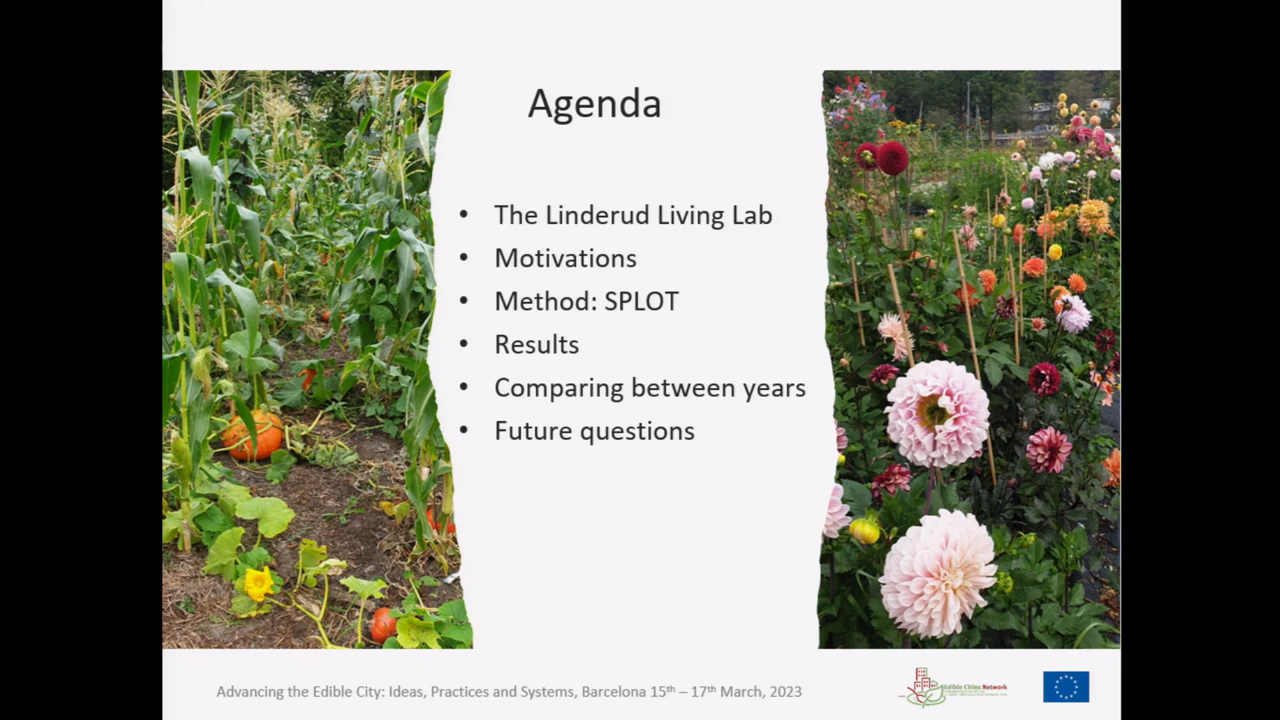 Agenda
• The Linderud Living Lab
• Motivations
• Method: SPLOT
• Results
• Comparing between years
• Future questions
Advancing the Edible City: Ideas, Practices and Systems, Barcelona 15th – 17th March, 2023
Edible Cities Network